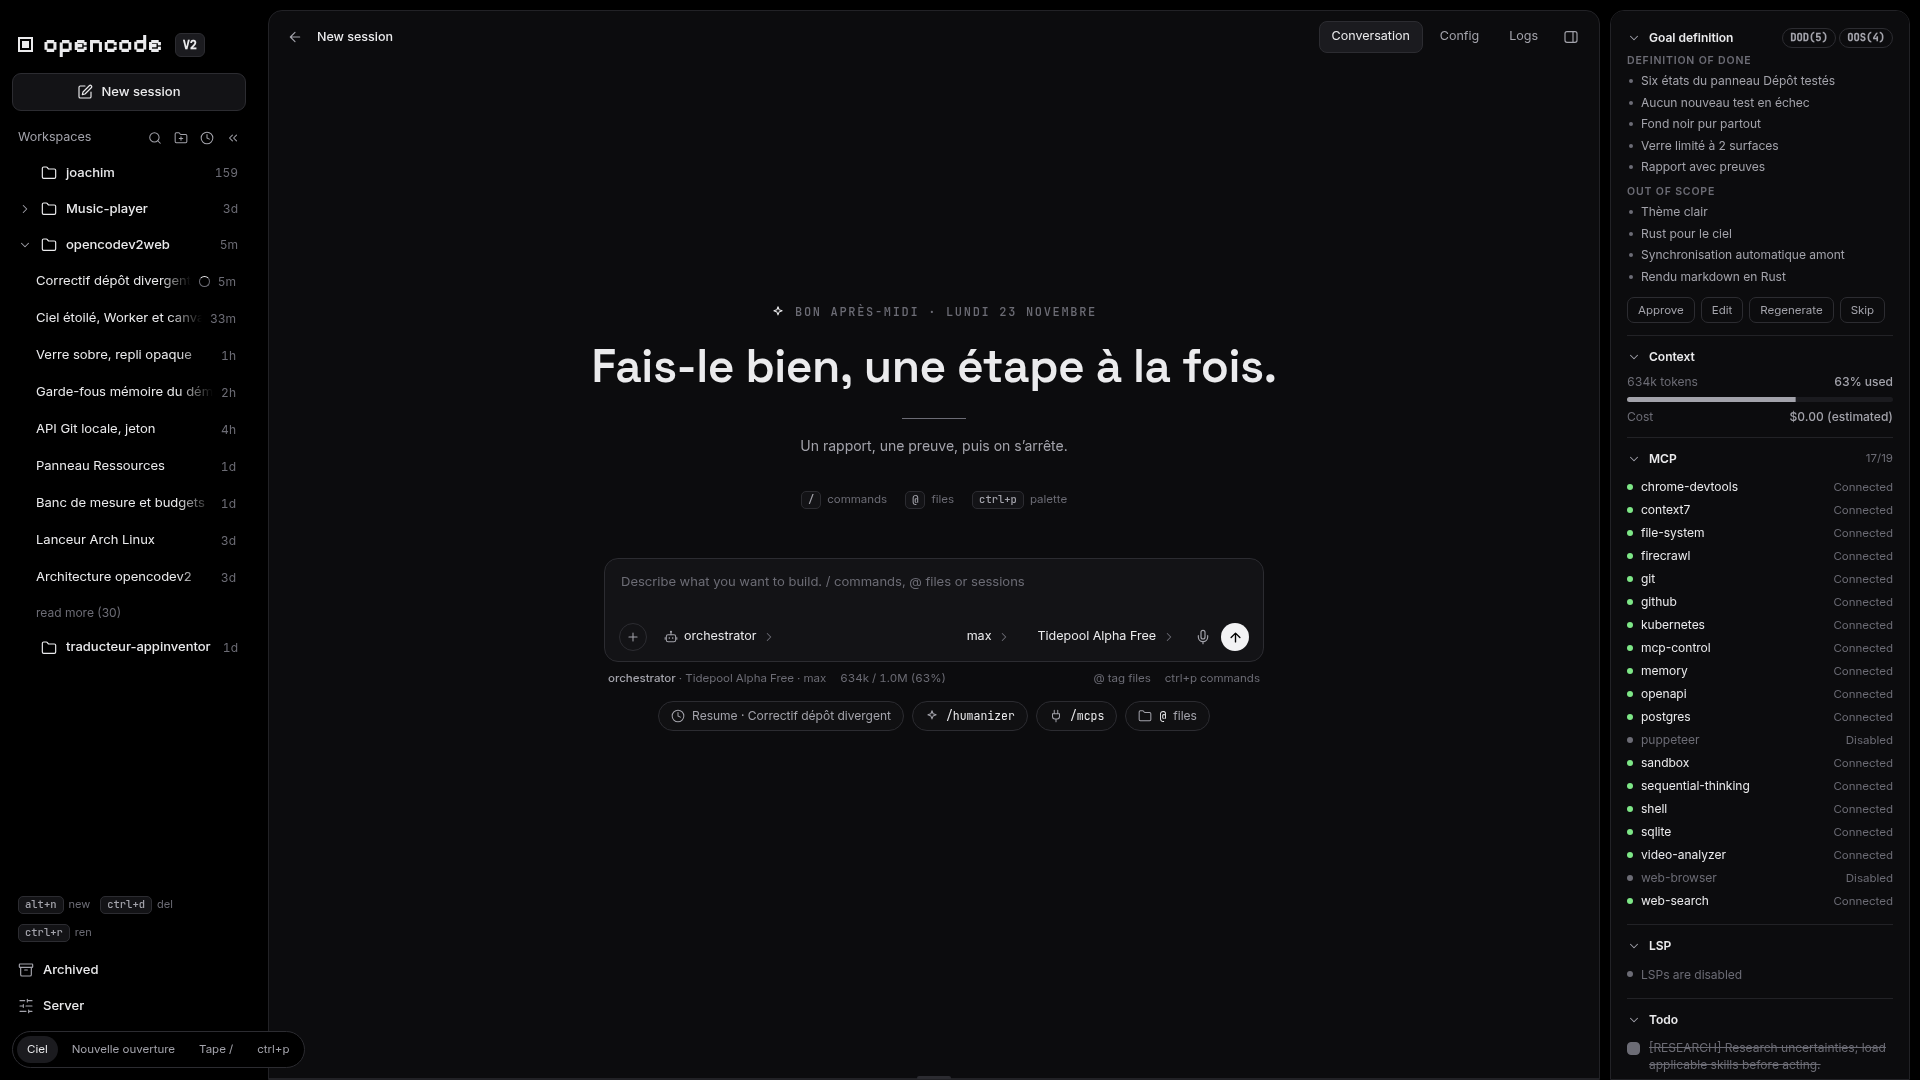 opencode V2
New session
Workspaces
joachim 159
Music-player 3d
opencodev2web 5m
Correctif dépôt divergent 5m
Ciel étoilé, Worker et canva 33m
Verre sobre, repli opaque 1h
Garde-fous mémoire du dém 2h
API Git locale, jeton 4h
Panneau Ressources 1d
Banc de mesure et budgets 1d
Lanceur Arch Linux 3d
Architecture opencodev2 3d
read more (30)
traducteur-appinventor 1d
alt+n new ctrl+d del
ctrl+r ren
Archived
Server
Ciel Nouvelle ouverture Tape / ctrl+p
New session
Conversation Config Logs
BON APRÈS-MIDI · LUNDI 23 NOVEMBRE
Fais-le bien, une étape à la fois.
Un rapport, une preuve, puis on s'arrête.
/ commands @ files ctrl+p palette
Describe what you want to build. / commands, @ files or sessions
orchestrator max Tidepool Alpha Free
orchestrator · Tidepool Alpha Free · max 634k / 1.0M (63%) @ tag files ctrl+p commands
Resume · Correctif dépôt divergent /humanizer /mcps @ files
Goal definition DOD(5) OOS(4)
DEFINITION OF DONE
Six états du panneau Dépôt testés
Aucun nouveau test en échec
Fond noir pur partout
Verre limité à 2 surfaces
Rapport avec preuves
OUT OF SCOPE
Thème clair
Rust pour le ciel
Synchronisation automatique amont
Rendu markdown en Rust
Approve Edit Regenerate Skip
Context
634k tokens 63% used
Cost $0.00 (estimated)
MCP 17/19
chrome-devtools Connected
context7 Connected
file-system Connected
firecrawl Connected
git Connected
github Connected
kubernetes Connected
mcp-control Connected
memory Connected
openapi Connected
postgres Connected
puppeteer Disabled
sandbox Connected
sequential-thinking Connected
shell Connected
sqlite Connected
video-analyzer Connected
web-browser Disabled
web-search Connected
LSP
LSPs are disabled
Todo
[RESEARCH] Research uncertainties; load
applicable skills before acting.